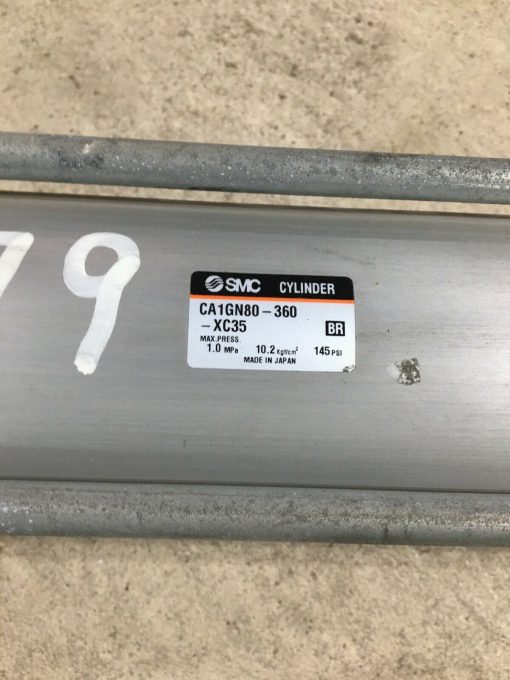 79
SMC CYLINDER
CA1GN80-360
-XC35
BR
MAX.PRESS.
1.0 MPa 10.2 Kgf/cm² 145 PSI
MADE IN JAPAN